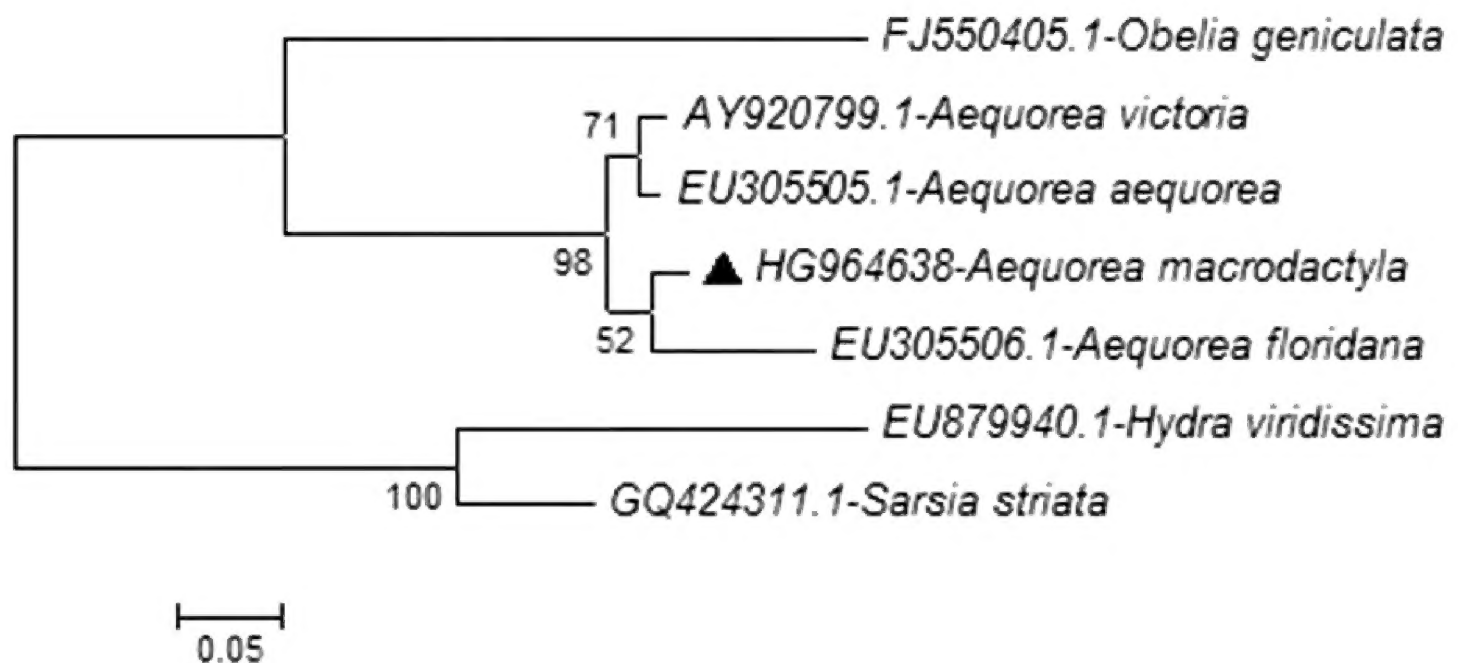 FJ550405.1-Obelia geniculata
71
AY920799.1-Aequorea victoria
EU305505.1-Aequorea aequorea
98
HG964638-Aequorea macrodactyla
52
EU305506.1-Aequorea floridana
EU879940.1-Hydra viridissima
100
GQ424311.1-Sarsia striata
0.05